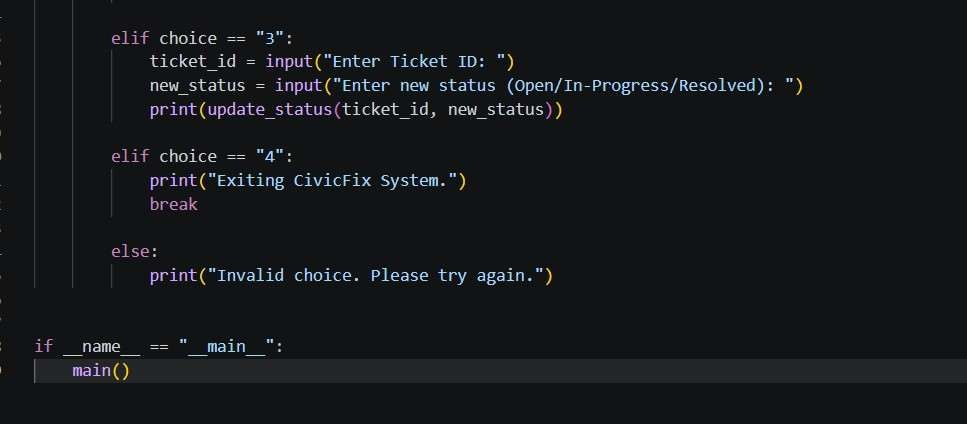 elif choice == "3":
ticket_id = input("Enter Ticket ID: ")
new_status = input("Enter new status (Open/In-Progress/Resolved): ")
print(update_status(ticket_id, new_status))
elif choice == "4":
print("Exiting CivicFix System.")
break
else:
print("Invalid choice. Please try again.")
if __name__ == "__main__":
main()